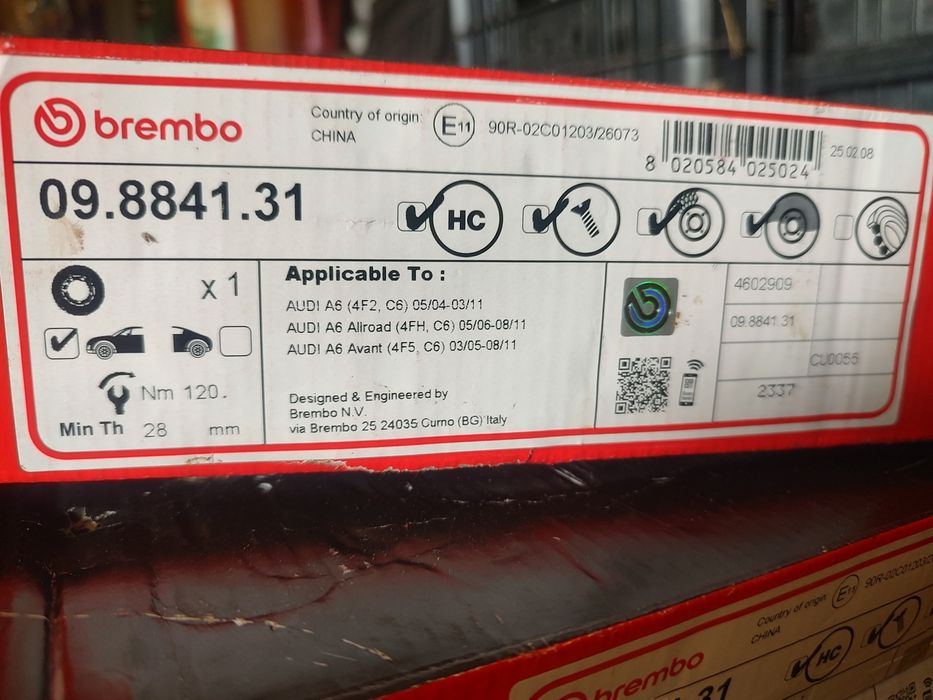 brembo
Country of origin:
CHINA
E11
90R-02C01203/26073
8 020584 025024
25.02.08
09.8841.31
HC
x 1
Nm 120.
Min Th 28 mm
Applicable To :
AUDI A6 (4F2, C6) 05/04-03/11
AUDI A6 Allroad (4FH, C6) 05/06-08/11
AUDI A6 Avant (4F5, C6) 03/05-08/11
Designed & Engineered by
Brembo N.V.
via Brembo 25 24035 Curno (BG) Italy
4602909
09.8841.31
CU0055
2337
brembo
Country of origin
CHINA
E11
HC